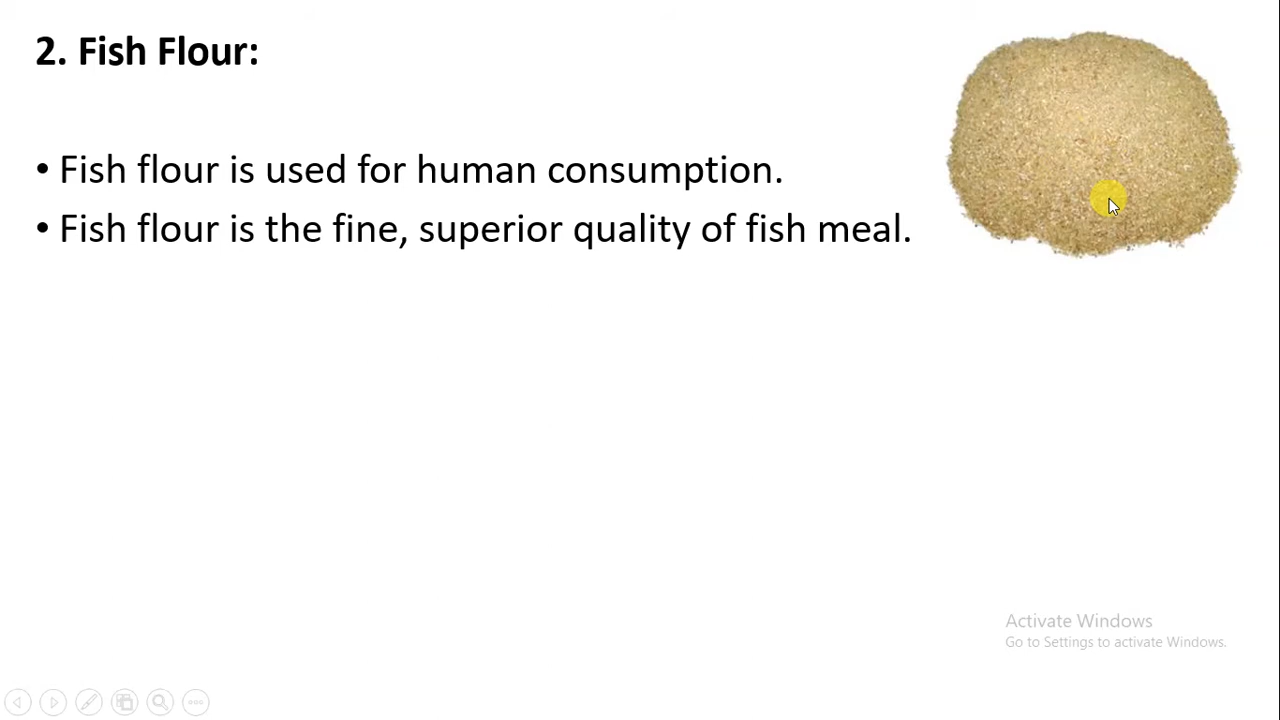 2. Fish Flour:
• Fish flour is used for human consumption.
• Fish flour is the fine, superior quality of fish meal.
Activate Windows
Go to Settings to activate Windows.